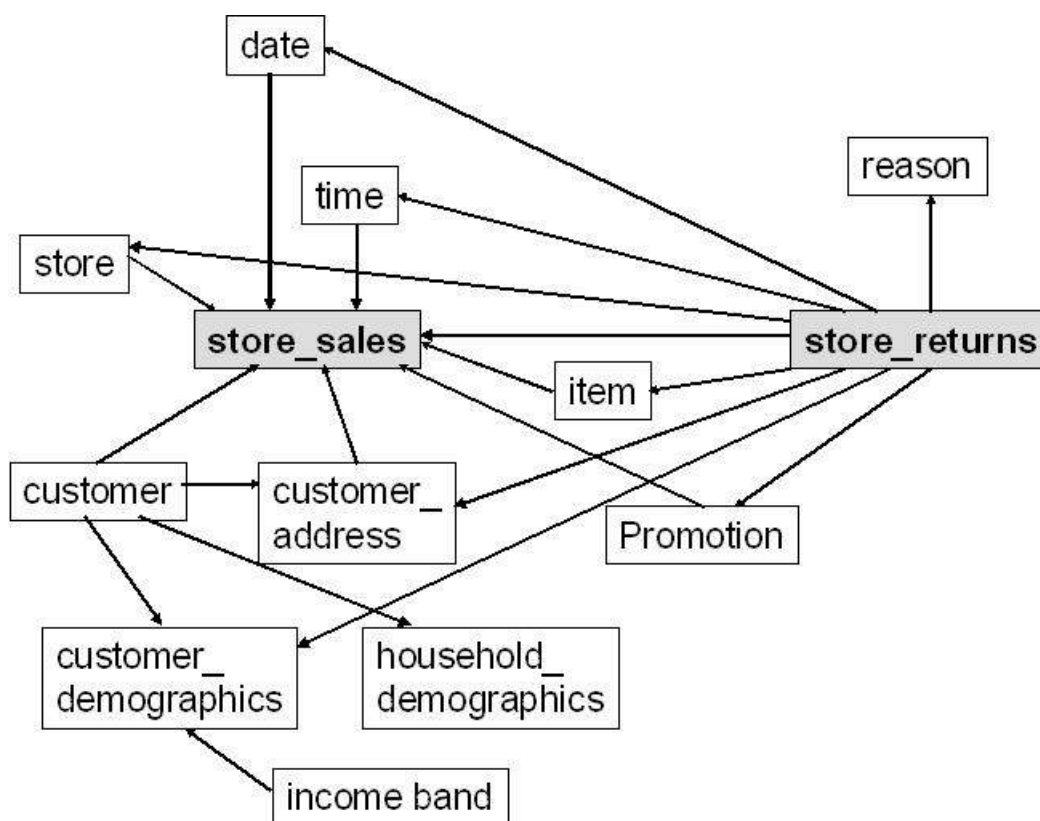 date
time
reason
store
store_sales
store_returns
item
customer
customer_
address
Promotion
customer_
demographics
household_
demographics
income band